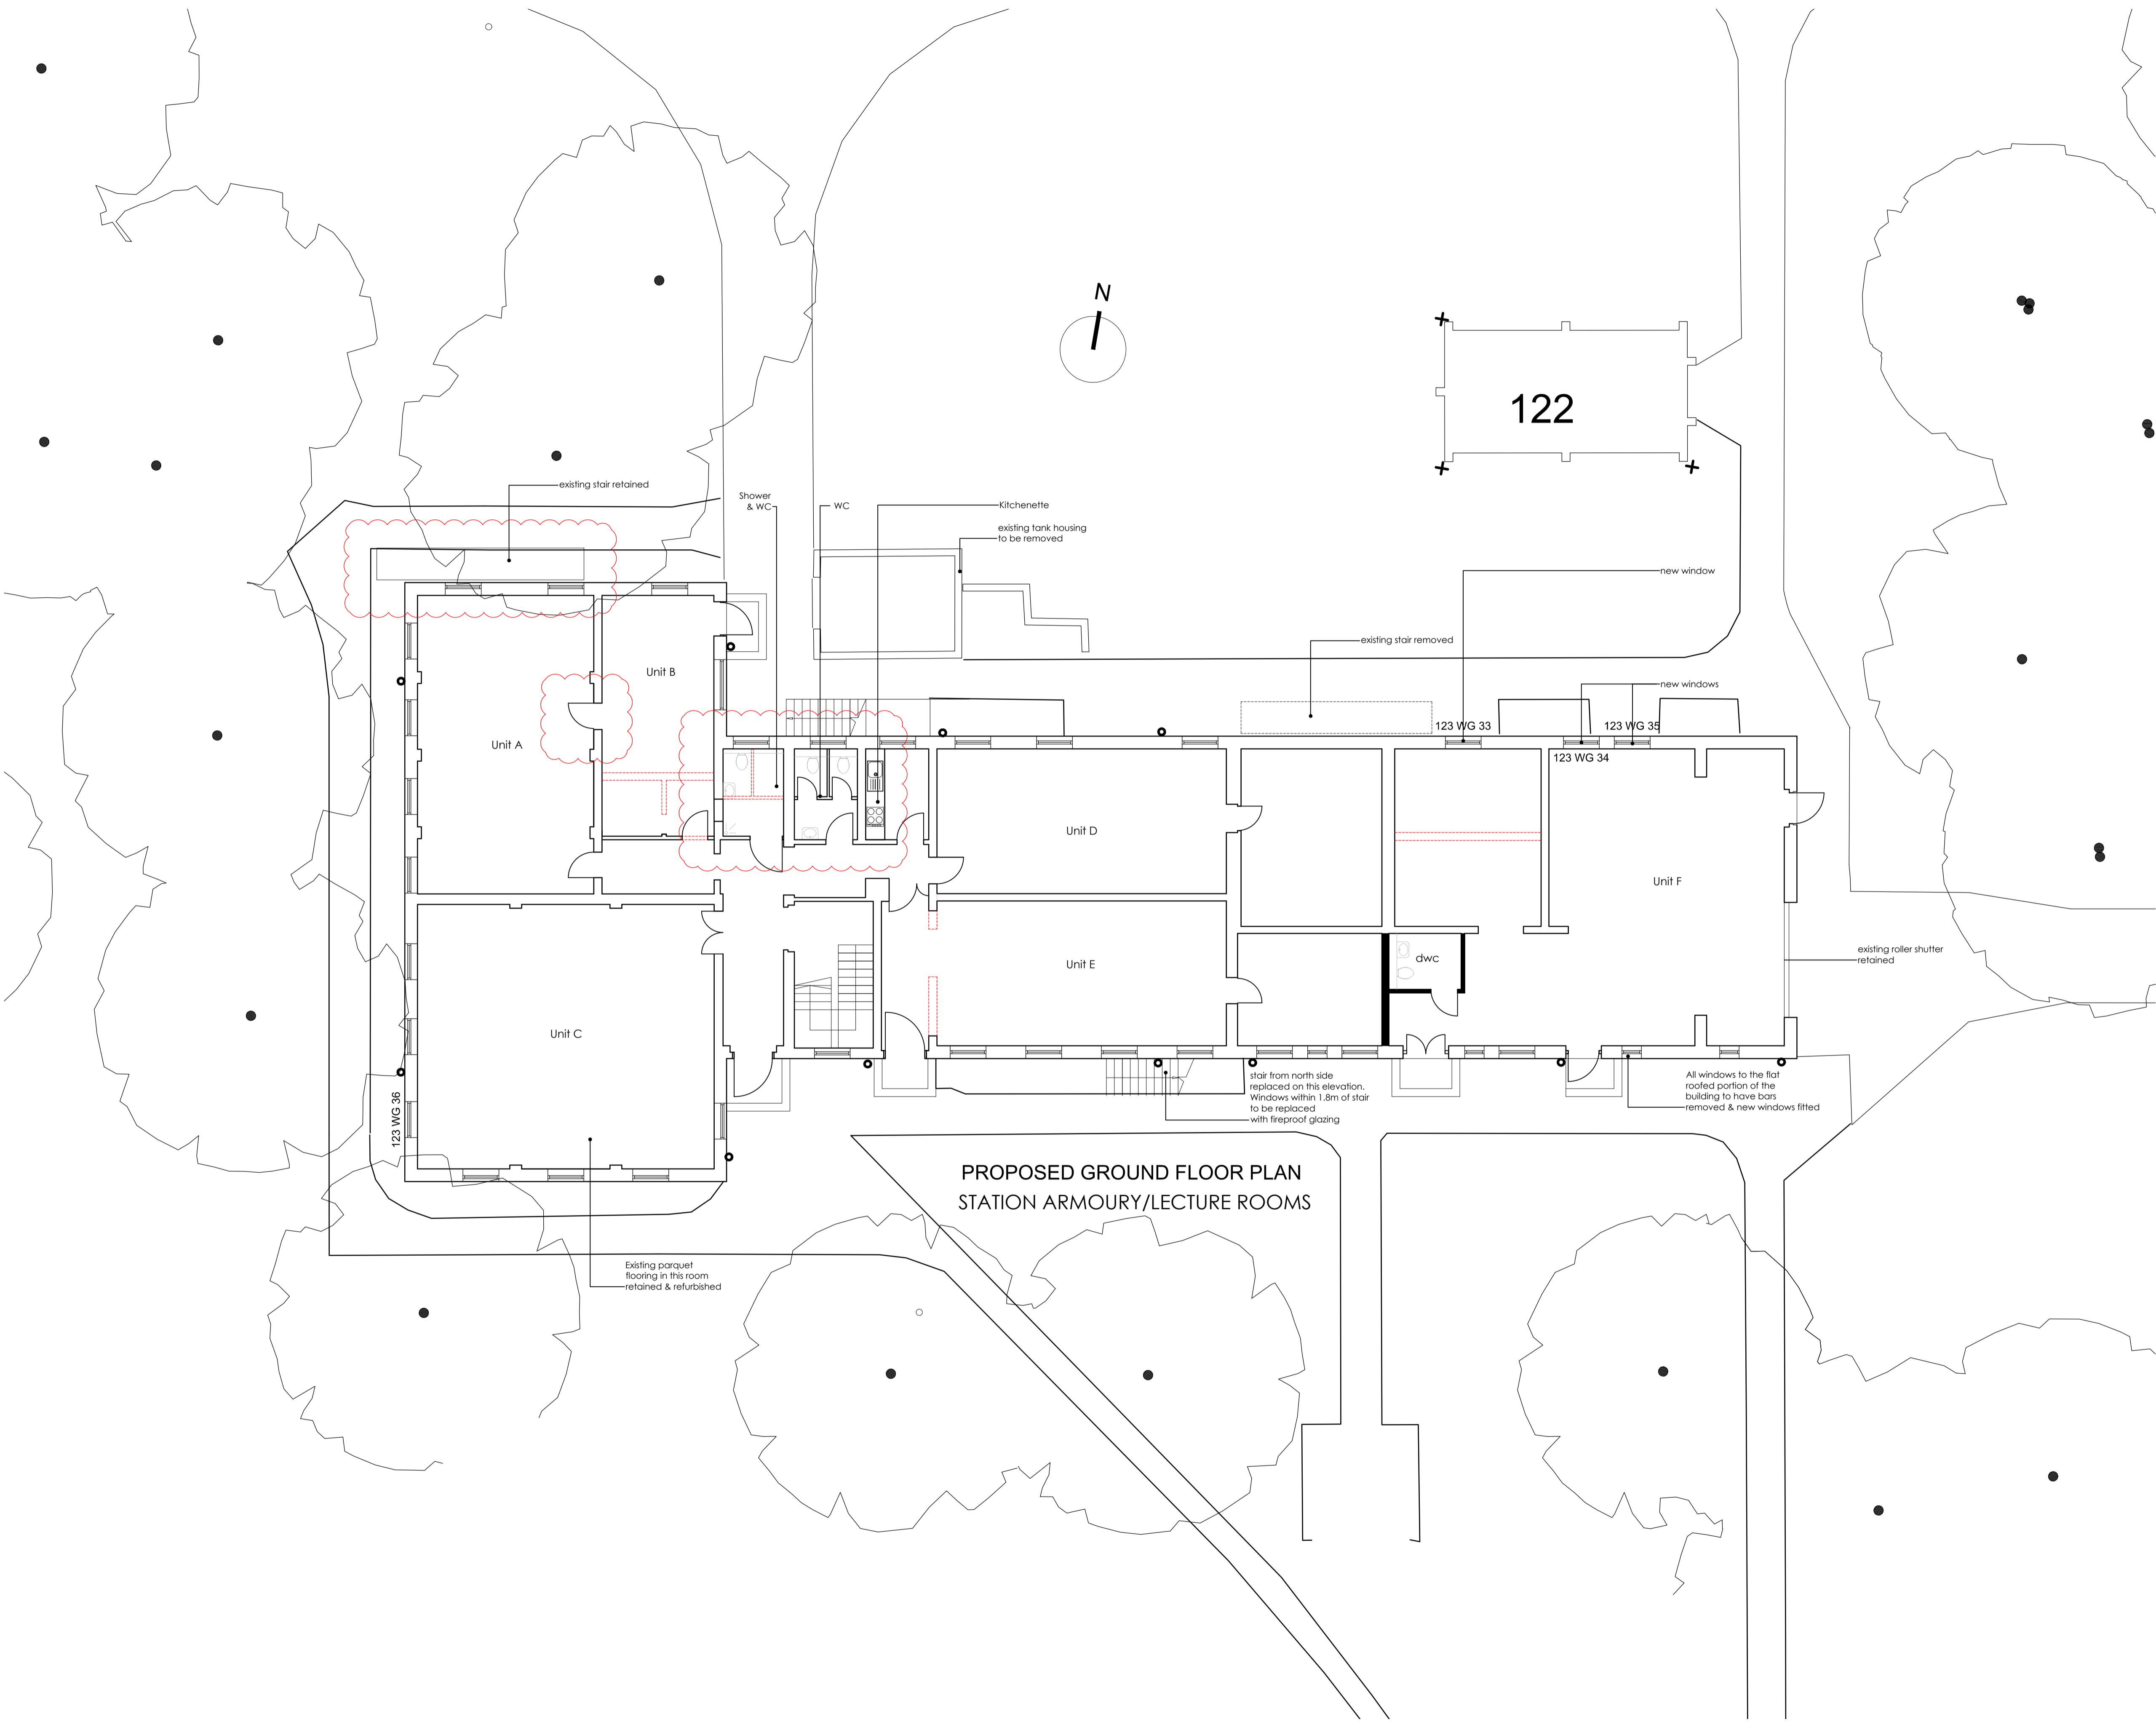 N
122
existing stair retained
Shower
& WC
WC
Kitchenette
existing tank housing
to be removed
new window
existing stair removed
new windows
123 WG 33
123 WG 35
123 WG 34
Unit B
Unit A
Unit D
Unit F
Unit E
dwc
existing roller shutter
retained
Unit C
123 WG 36
stair from north side
replaced on this elevation.
Windows within 1.8m of stair
to be replaced
with fireproof glazing
All windows to the flat
roofed portion of the
building to have bars
removed & new windows fitted
PROPOSED GROUND FLOOR PLAN
STATION ARMOURY/LECTURE ROOMS
Existing parquet
flooring in this room
retained & refurbished